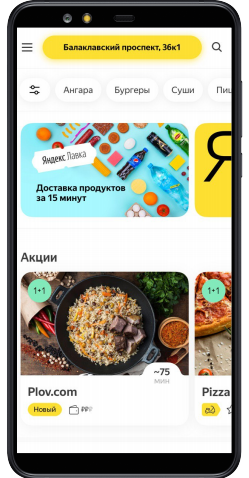 Балаклавский проспект, 36к1
Ангара Бургеры Суши Пиц
Яндекс Лавка
Доставка продуктов
за 15 минут
Я
Акции
1+1 1+1
~75
мин
Plov.com Pizza
Новый ₽₽₽